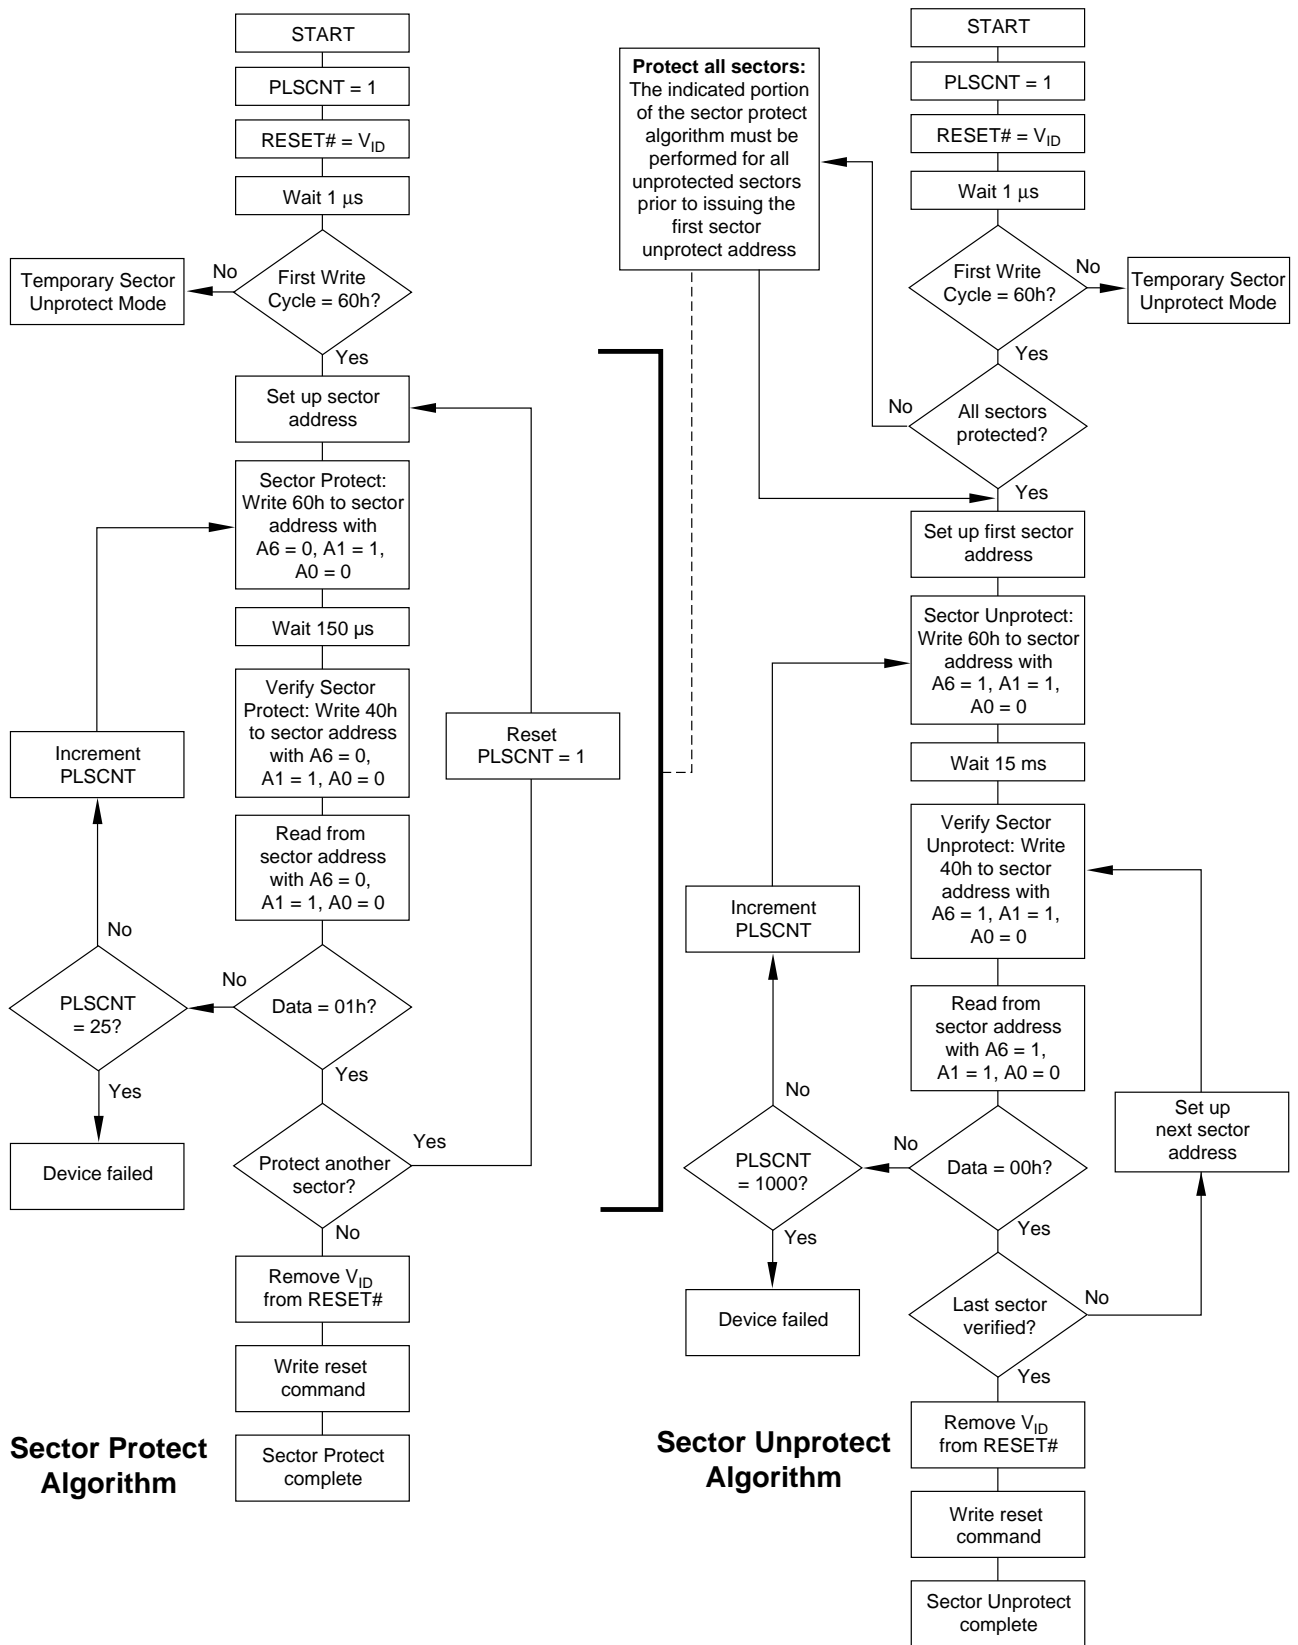 START
PLSCNT = 1
RESET# = VID
Wait 1 μs
First Write
Cycle = 60h?
No
Temporary Sector
Unprotect Mode
Yes
Set up sector
address
Sector Protect:
Write 60h to sector
address with
A6 = 0, A1 = 1,
A0 = 0
Wait 150 µs
Verify Sector
Protect: Write 40h
to sector address
with A6 = 0,
A1 = 1, A0 = 0
Reset
PLSCNT = 1
Increment
PLSCNT
Read from
sector address
with A6 = 0,
A1 = 1, A0 = 0
No
No
PLSCNT
= 25?
Data = 01h?
Yes
Yes
Device failed
Protect another
sector?
Yes
No
Remove VID
from RESET#
Write reset
command
Sector Protect
complete
Sector Protect
Algorithm
Protect all sectors:
The indicated portion
of the sector protect
algorithm must be
performed for all
unprotected sectors
prior to issuing the
first sector
unprotect address
START
PLSCNT = 1
RESET# = VID
Wait 1 μs
First Write
Cycle = 60h?
No
Temporary Sector
Unprotect Mode
Yes
No
All sectors
protected?
Yes
Set up first sector
address
Sector Unprotect:
Write 60h to sector
address with
A6 = 1, A1 = 1,
A0 = 0
Wait 15 ms
Verify Sector
Unprotect: Write
40h to sector
address with
A6 = 1, A1 = 1,
A0 = 0
Increment
PLSCNT
Read from
sector address
with A6 = 1,
A1 = 1, A0 = 0
No
No
Set up
next sector
address
PLSCNT
= 1000?
Data = 00h?
Yes
Yes
Device failed
Last sector
verified?
No
Yes
Remove VID
from RESET#
Write reset
command
Sector Unprotect
complete
Sector Unprotect
Algorithm